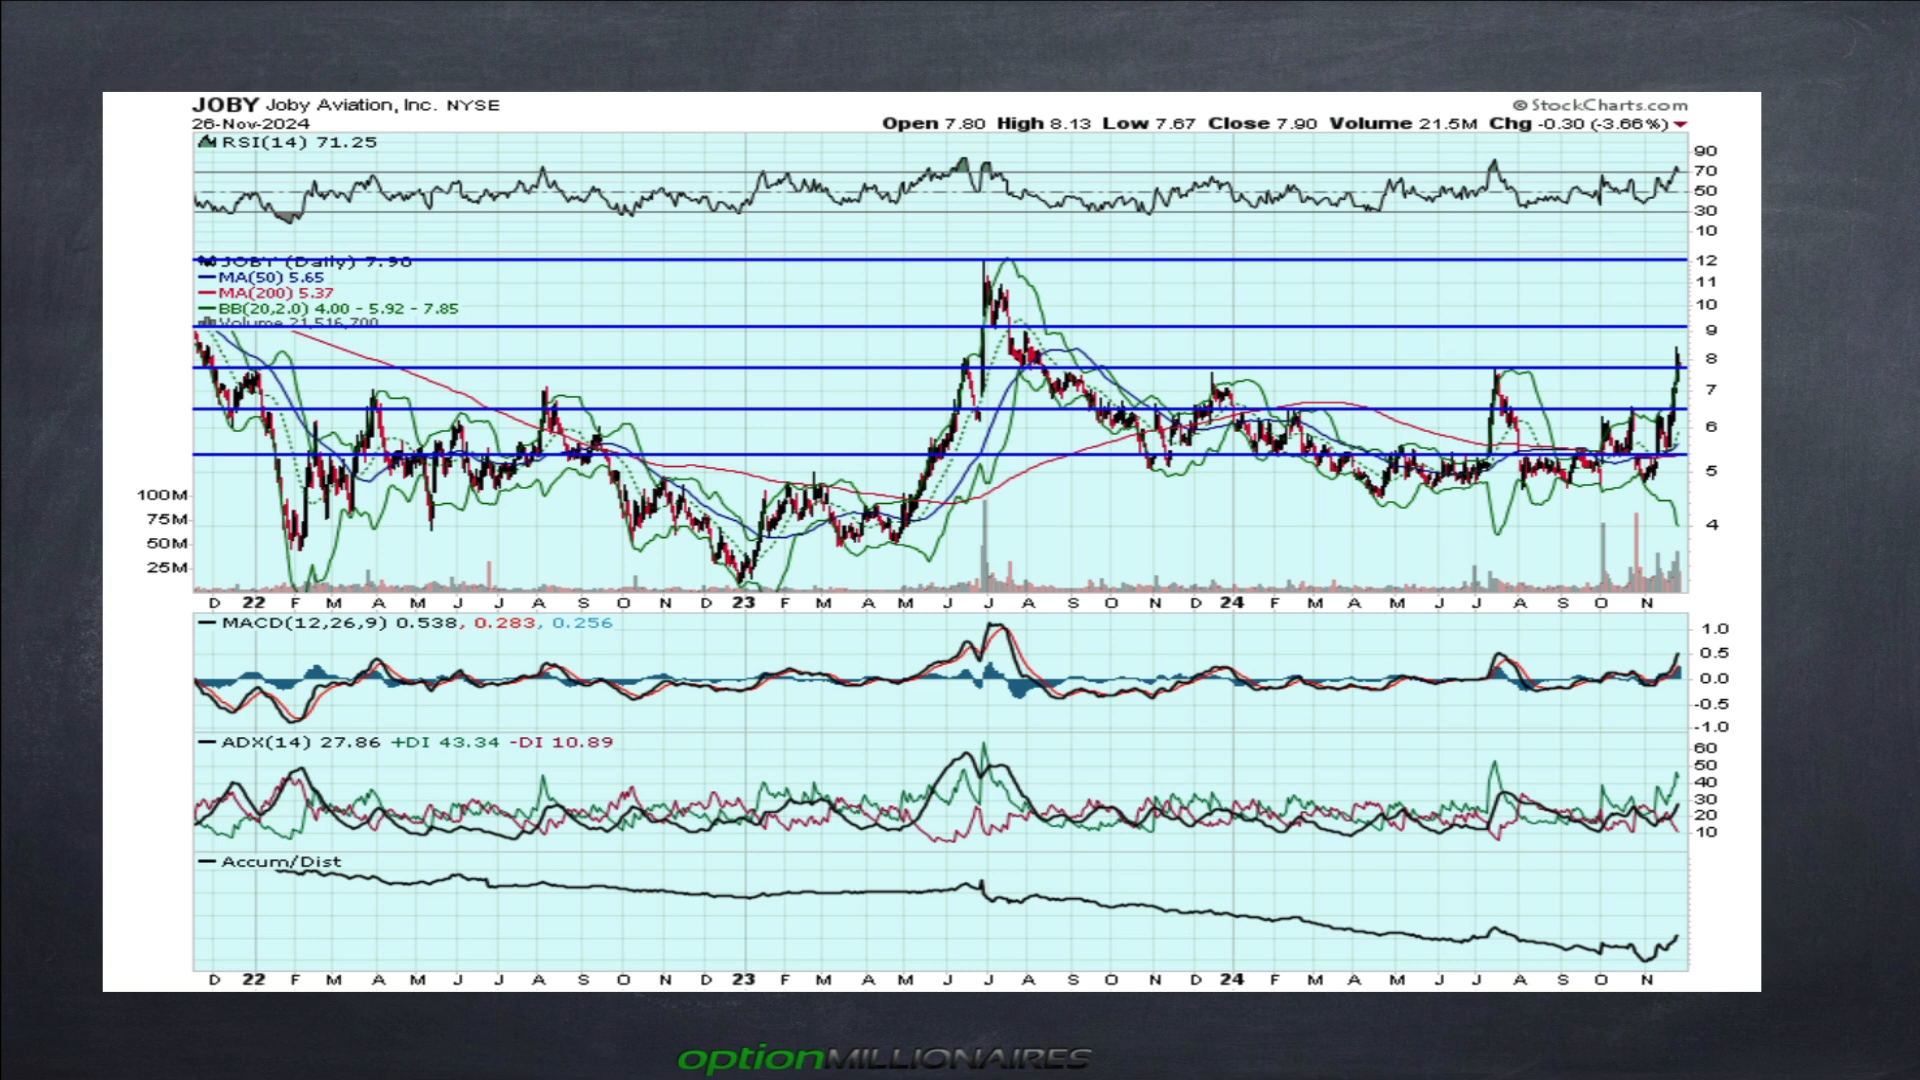 JOBY Joby Aviation, Inc. NYSE
© StockCharts.com
26-Nov-2024
Open 7.80 High 8.13 Low 7.67 Close 7.90 Volume 21.5M Chg -0.30 (-3.66%)
RSI(14) 71.25
90
70
50
30
10
JOBY (Daily) 7.90
MA(50) 5.65
MA(200) 5.37
BB(20,2.0) 4.00 - 5.92 - 7.85
Volume 21,516,700
12
11
10
9
8
7
6
5
4
100M
75M
50M
25M
D 22 F M A M J J A S O N D 23 F M A M J J A S O N D 24 F M A M J J A S O N
MACD(12,26,9) 0.538, 0.283, 0.256
1.0
0.5
0.0
-0.5
-1.0
ADX(14) 27.86 +DI 43.34 -DI 10.89
60
50
40
30
20
10
Accum/Dist
D 22 F M A M J J A S O N D 23 F M A M J J A S O N D 24 F M A M J J A S O N
optionMILLIONAIRES